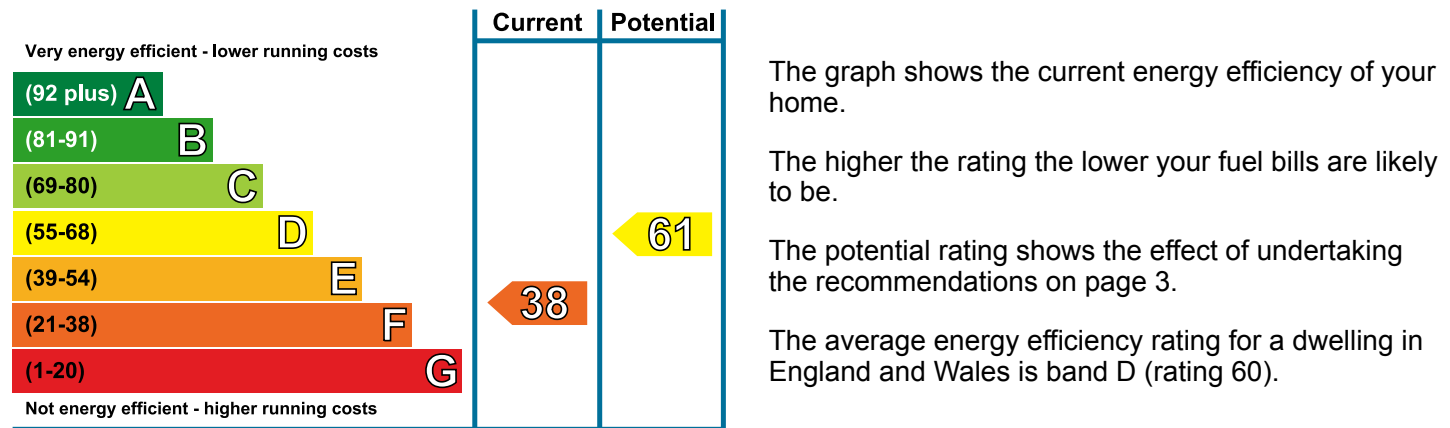 Current Potential
Very energy efficient - lower running costs
(92 plus) A
(81-91) B
(69-80) C
(55-68) D
61
(39-54) E
38
(21-38) F
(1-20) G
Not energy efficient - higher running costs
The graph shows the current energy efficiency of your
home.
The higher the rating the lower your fuel bills are likely
to be.
The potential rating shows the effect of undertaking
the recommendations on page 3.
The average energy efficiency rating for a dwelling in
England and Wales is band D (rating 60).